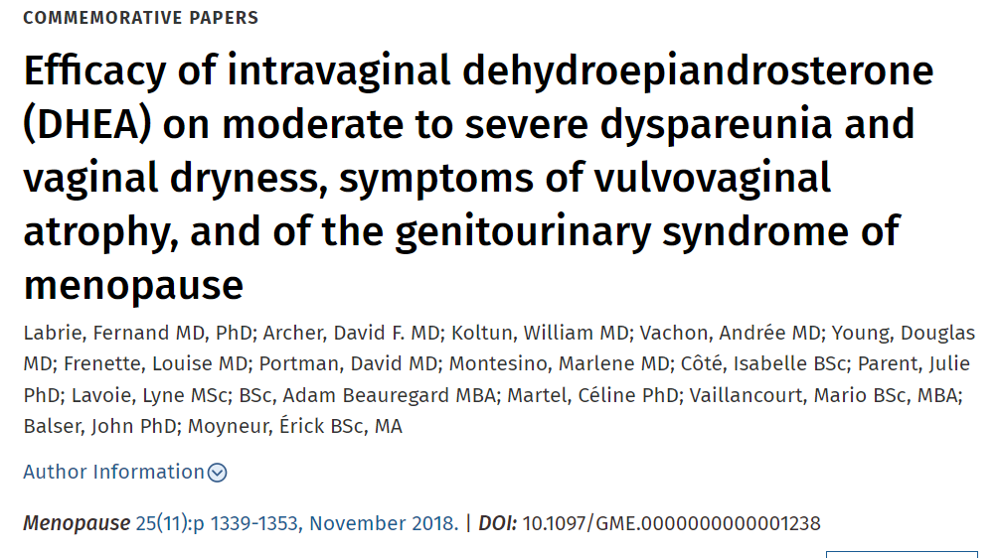 COMMEMORATIVE PAPERS
Efficacy of intravaginal dehydroepiandrosterone
(DHEA) on moderate to severe dyspareunia and
vaginal dryness, symptoms of vulvovaginal
atrophy, and of the genitourinary syndrome of
menopause
Labrie, Fernand MD, PhD; Archer, David F. MD; Koltun, William MD; Vachon, Andrée MD; Young, Douglas
MD; Frenette, Louise MD; Portman, David MD; Montesino, Marlene MD; Côté, Isabelle BSc; Parent, Julie
PhD; Lavoie, Lyne MSc; BSc, Adam Beauregard MBA; Martel, Céline PhD; Vaillancourt, Mario BSc, MBA;
Balser, John PhD; Moyneur, Érick BSc, MA
Author Information
Menopause 25(11):p 1339-1353, November 2018. | DOI: 10.1097/GME.0000000000001238